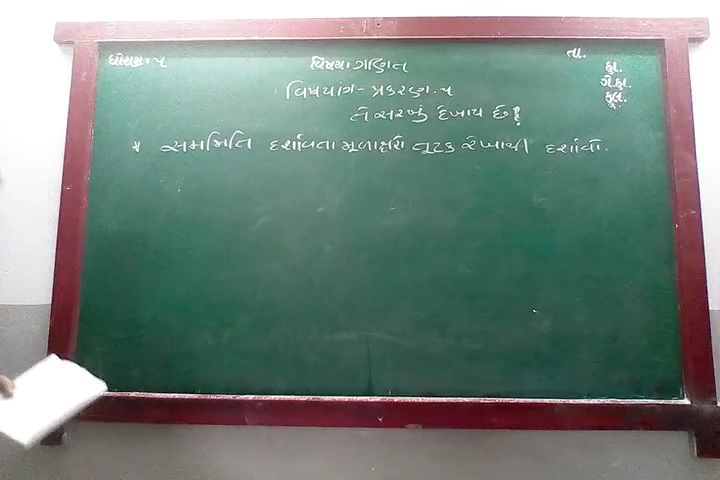 ધોરણ: ૫
વિષય: ગણિત
તા.
હા.
ગે.હા.
કુલ.
વિષયાંગ - પ્રકરણ. ૫
તે સરખું દેખાય છે!
* સમમિતિ દર્શાવતા મૂળાક્ષરો ત્રૂટક રેખાથી દર્શાવો.